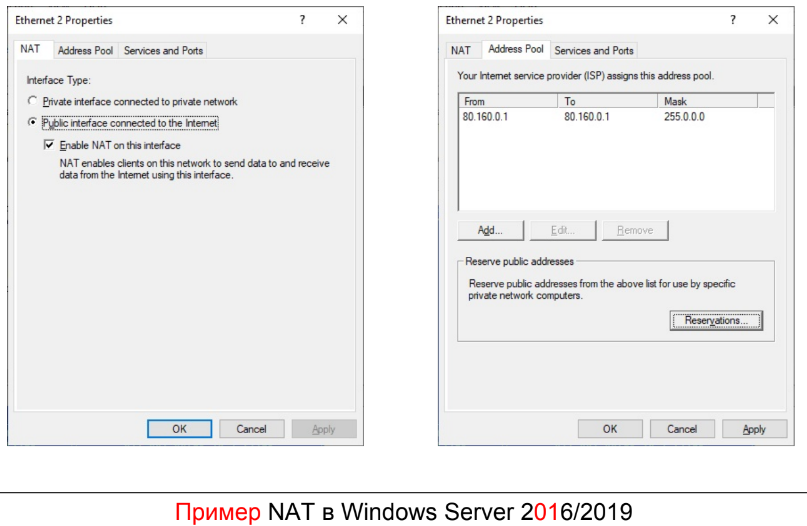 Ethernet 2 Properties ? ×
NAT Address Pool Services and Ports
Interface Type:
Private interface connected to private network
Public interface connected to the Internet
Enable NAT on this interface
NAT enables clients on this network to send data to and receive
data from the Internet using this interface.
OK Cancel Apply
Ethernet 2 Properties ? ×
NAT Address Pool Services and Ports
Your Internet service provider (ISP) assigns this address pool.
From To Mask
80.160.0.1 80.160.0.1 255.0.0.0
Add... Edit... Remove
Reserve public addresses
Reserve public addresses from the above list for use by specific
private network computers.
Reservations...
OK Cancel Apply
Пример NAT в Windows Server 2016/2019